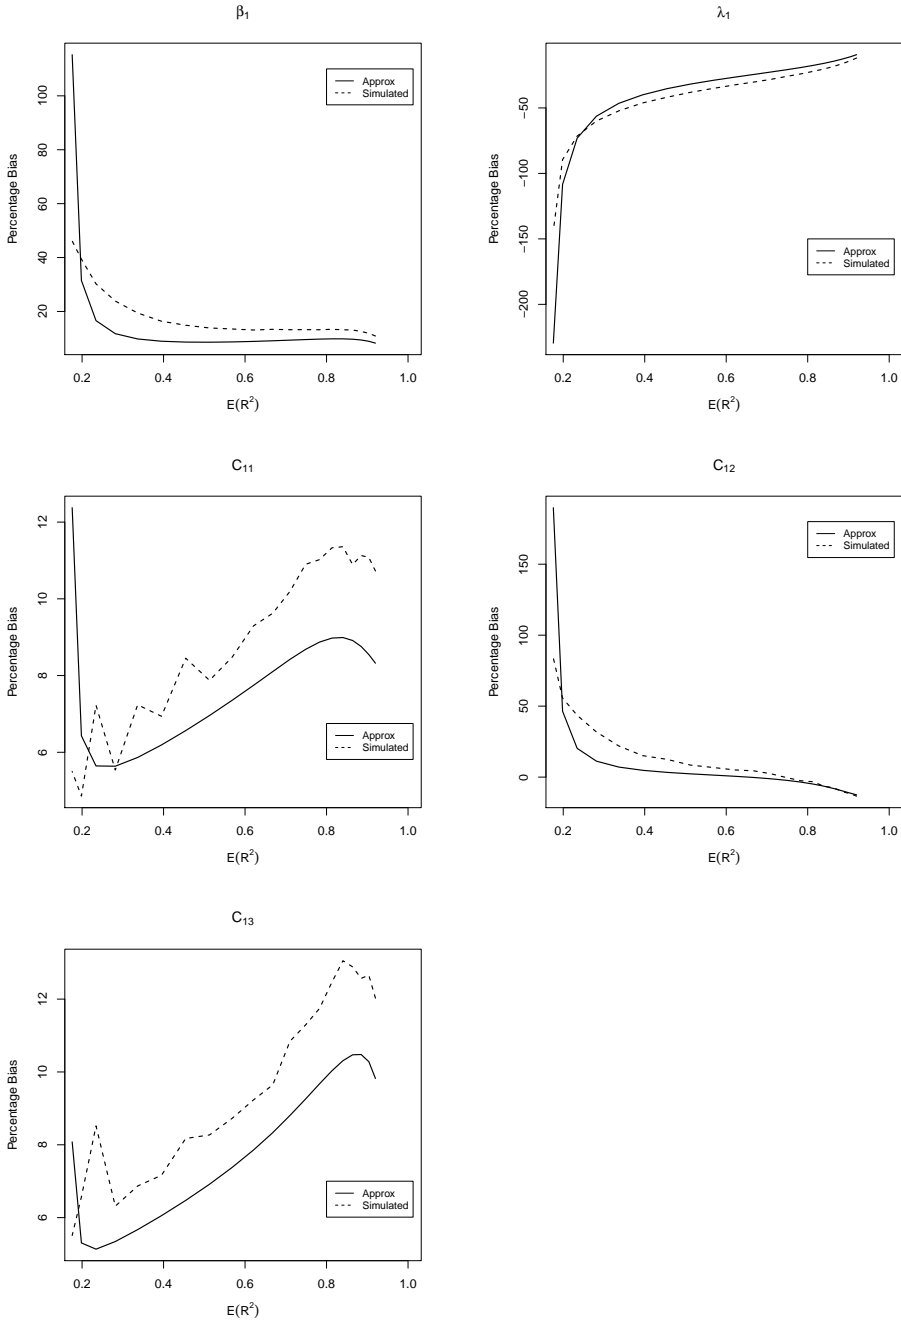 β₁
Percentage Bias
100
80
60
40
20
Approx
Simulated
0.2 0.4 0.6 0.8 1.0
E(R²)
λ₁
Percentage Bias
−50
−100
−150
−200
Approx
Simulated
0.2 0.4 0.6 0.8 1.0
E(R²)
C₁₁
Percentage Bias
12
10
8
6
Approx
Simulated
0.2 0.4 0.6 0.8 1.0
E(R²)
C₁₂
Percentage Bias
150
100
50
0
Approx
Simulated
0.2 0.4 0.6 0.8 1.0
E(R²)
C₁₃
Percentage Bias
12
10
8
6
Approx
Simulated
0.2 0.4 0.6 0.8 1.0
E(R²)